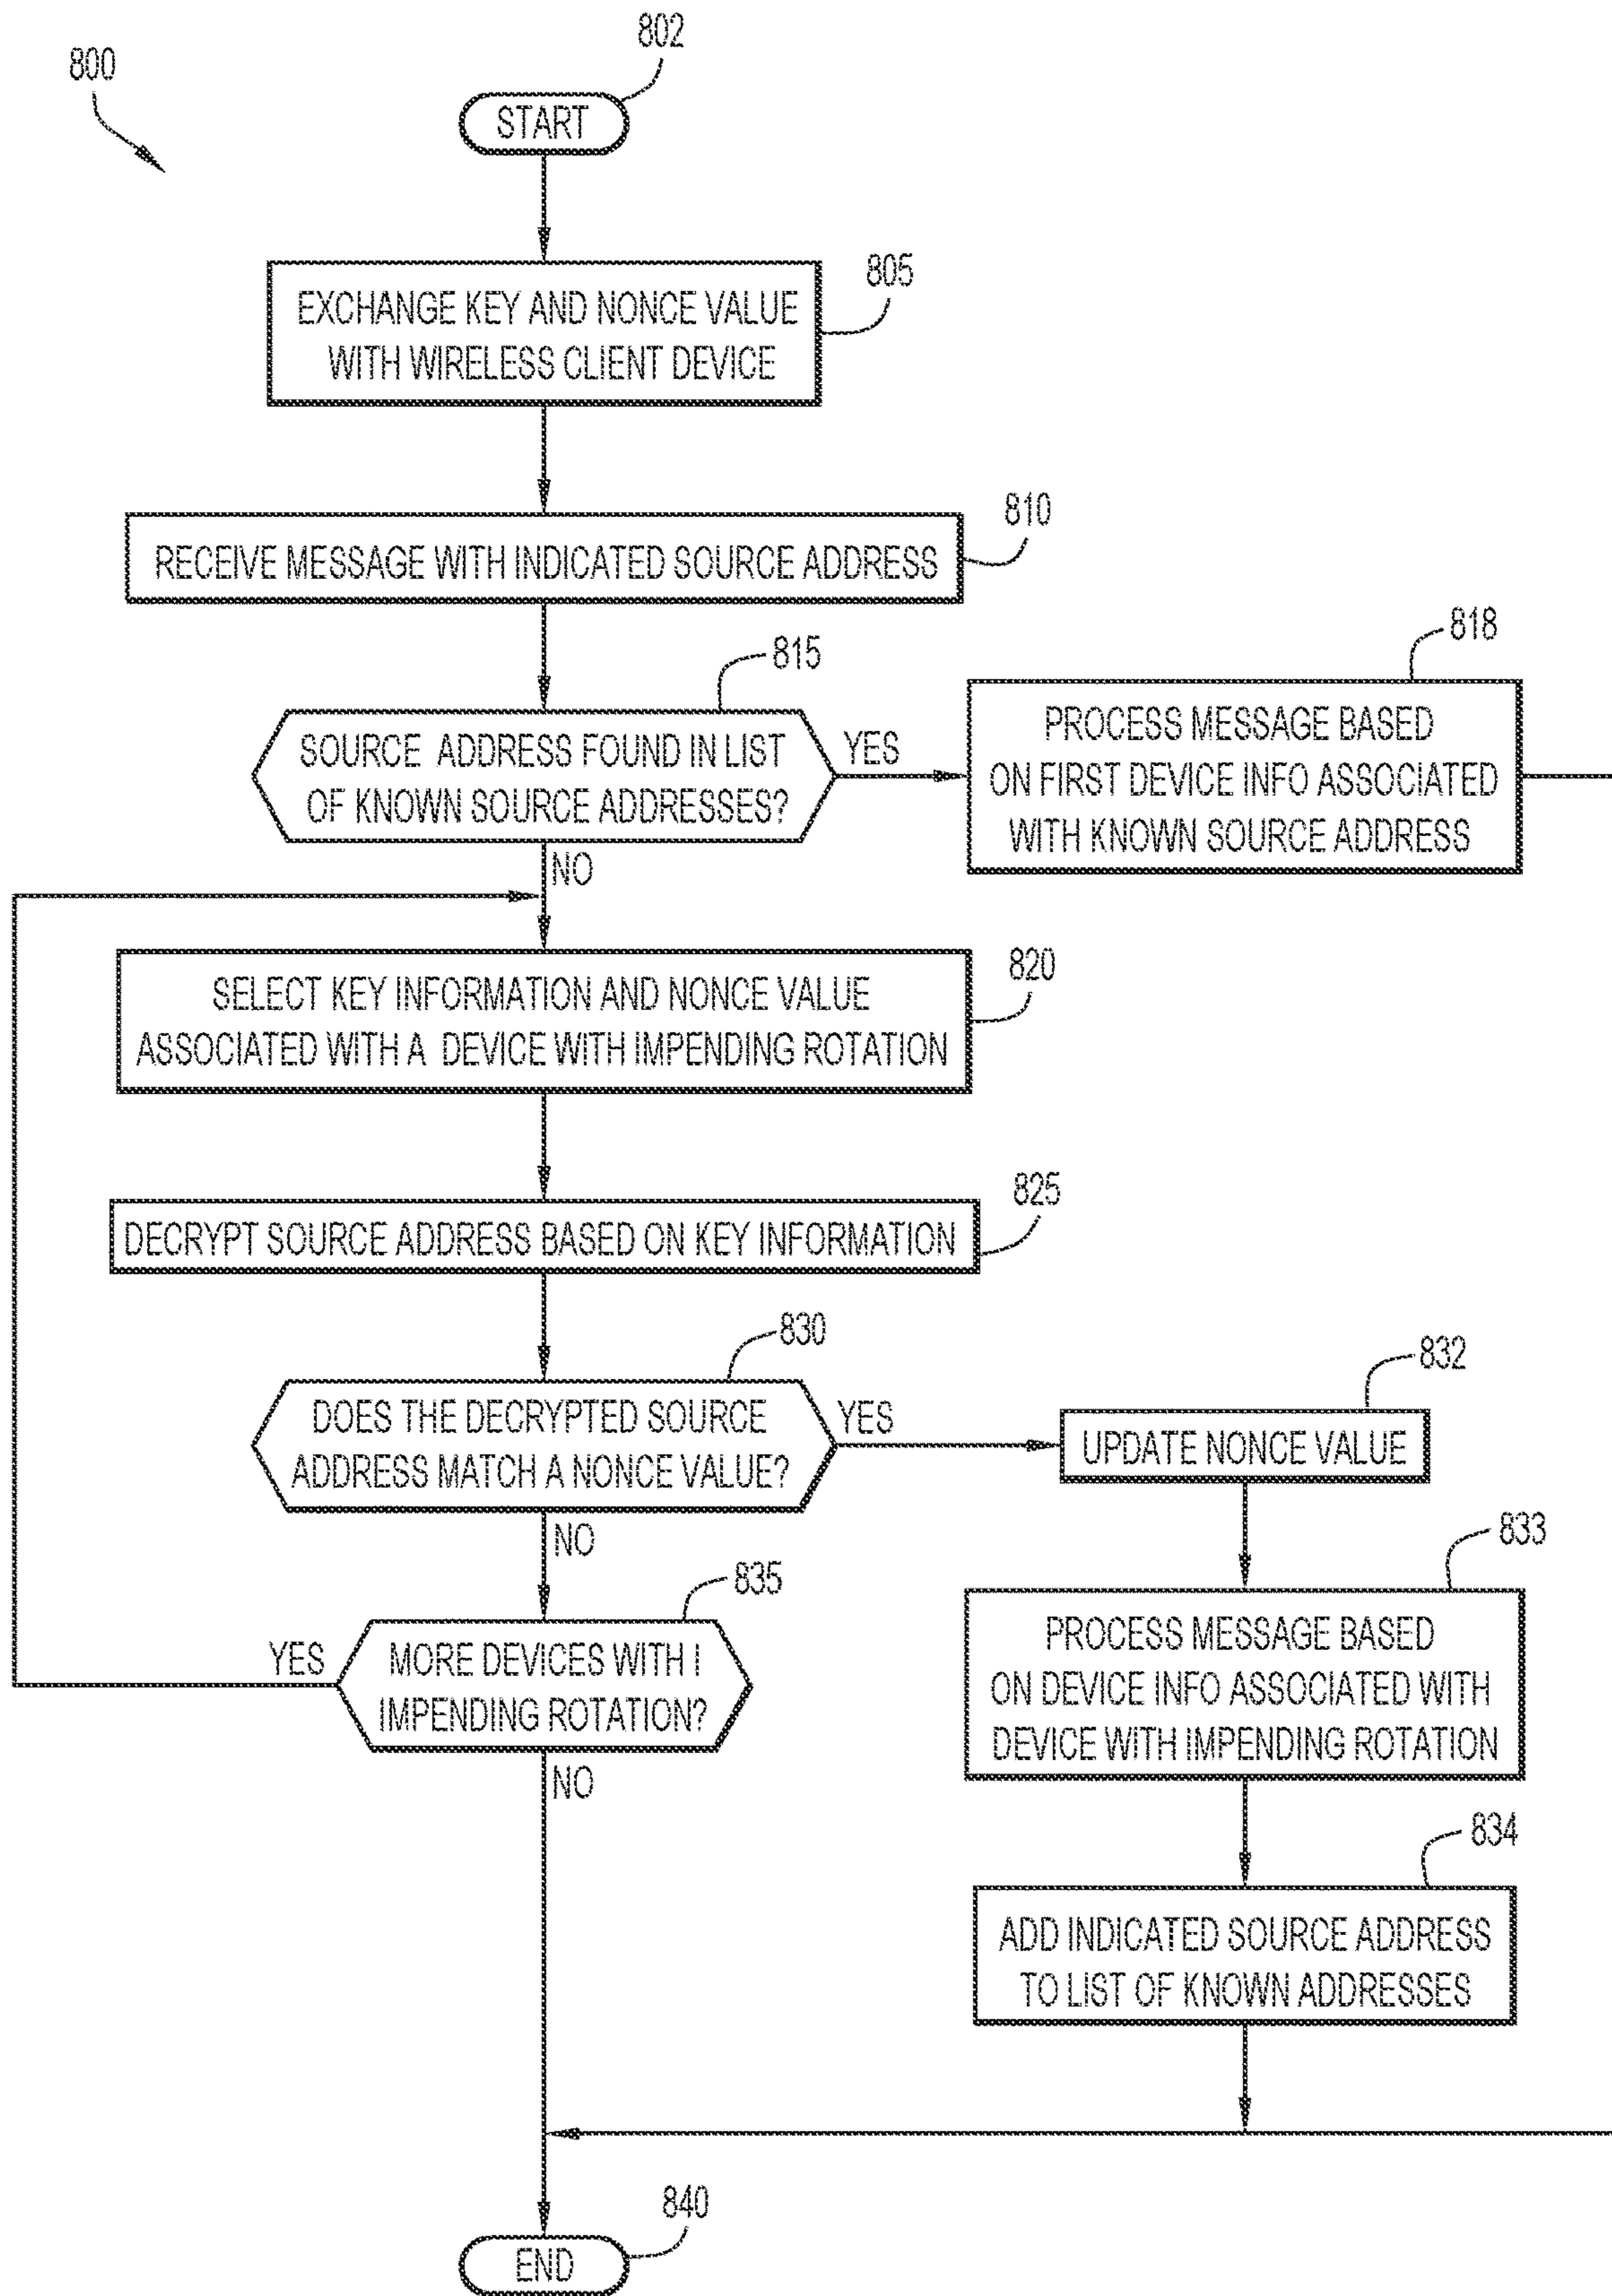 800
802
START
805
EXCHANGE KEY AND NONCE VALUE
WITH WIRELESS CLIENT DEVICE
810
RECEIVE MESSAGE WITH INDICATED SOURCE ADDRESS
815
SOURCE ADDRESS FOUND IN LIST
OF KNOWN SOURCE ADDRESSES?
YES
818
PROCESS MESSAGE BASED
ON FIRST DEVICE INFO ASSOCIATED
WITH KNOWN SOURCE ADDRESS
NO
820
SELECT KEY INFORMATION AND NONCE VALUE
ASSOCIATED WITH A DEVICE WITH IMPENDING ROTATION
825
DECRYPT SOURCE ADDRESS BASED ON KEY INFORMATION
830
DOES THE DECRYPTED SOURCE
ADDRESS MATCH A NONCE VALUE?
YES
832
UPDATE NONCE VALUE
NO
833
PROCESS MESSAGE BASED
ON DEVICE INFO ASSOCIATED WITH
DEVICE WITH IMPENDING ROTATION
835
YES
MORE DEVICES WITH I
IMPENDING ROTATION?
NO
834
ADD INDICATED SOURCE ADDRESS
TO LIST OF KNOWN ADDRESSES
840
END